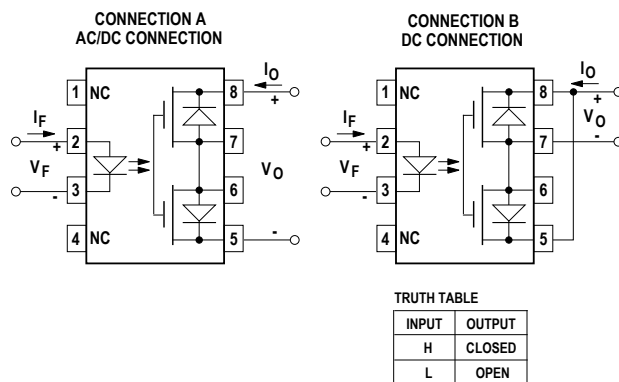 CONNECTION A
AC/DC CONNECTION
1 NC
I_F
2
+
V_F
3
-
4 NC
8
I_O
+
7
V_O
6
5
-
CONNECTION B
DC CONNECTION
1 NC
I_F
2
+
V_F
3
-
4 NC
8
I_O
+
V_O
7
-
6
5
TRUTH TABLE
INPUT OUTPUT
H CLOSED
L OPEN